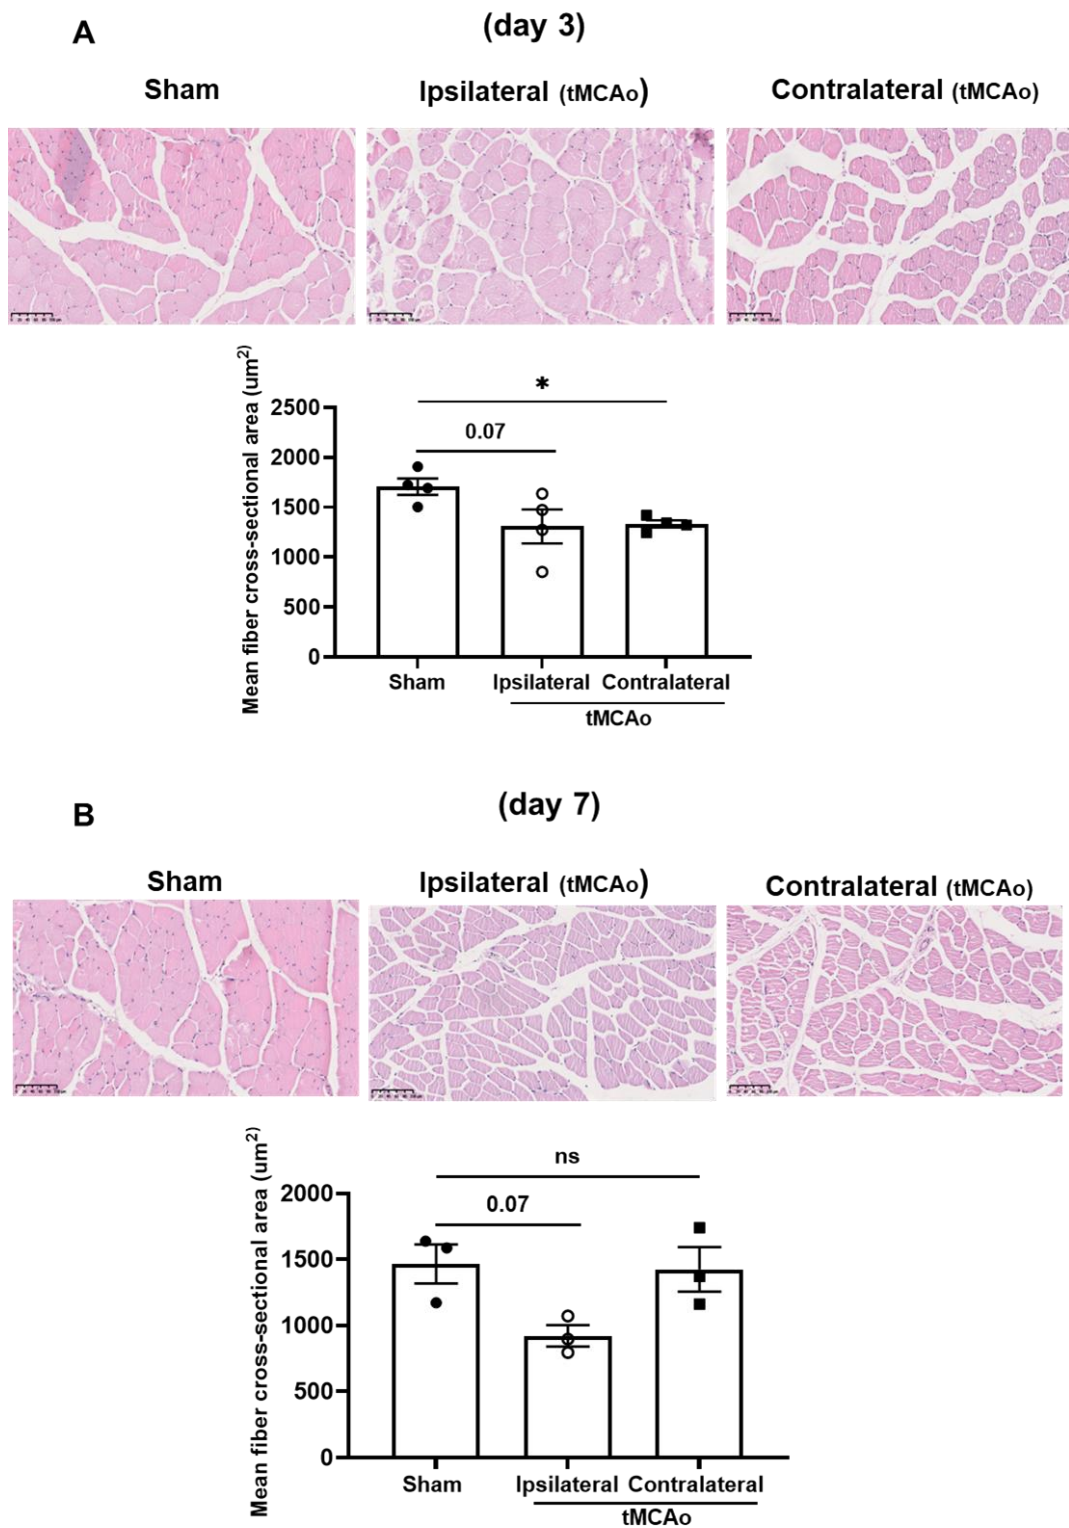 A
(day 3)
Sham
Ipsilateral (tMCAo)
Contralateral (tMCAo)
Mean fiber cross-sectional area (um²)
2500
2000
1500
1000
500
0
*
0.07
Sham
Ipsilateral
Contralateral
tMCAo
B
(day 7)
Sham
Ipsilateral (tMCAo)
Contralateral (tMCAo)
Mean fiber cross-sectional area (um²)
2000
1500
1000
500
0
ns
0.07
Sham
Ipsilateral
Contralateral
tMCAo